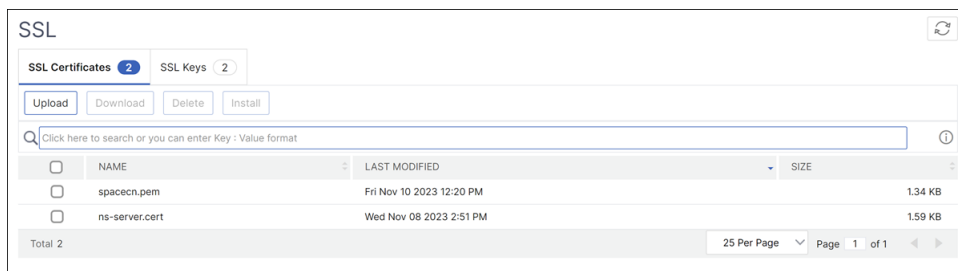 SSL
SSL Certificates 2 SSL Keys 2
Upload Download Delete Install
Click here to search or you can enter Key : Value format
NAME LAST MODIFIED SIZE
spacecn.pem Fri Nov 10 2023 12:20 PM 1.34 KB
ns-server.cert Wed Nov 08 2023 2:51 PM 1.59 KB
Total 2 25 Per Page Page 1 of 1